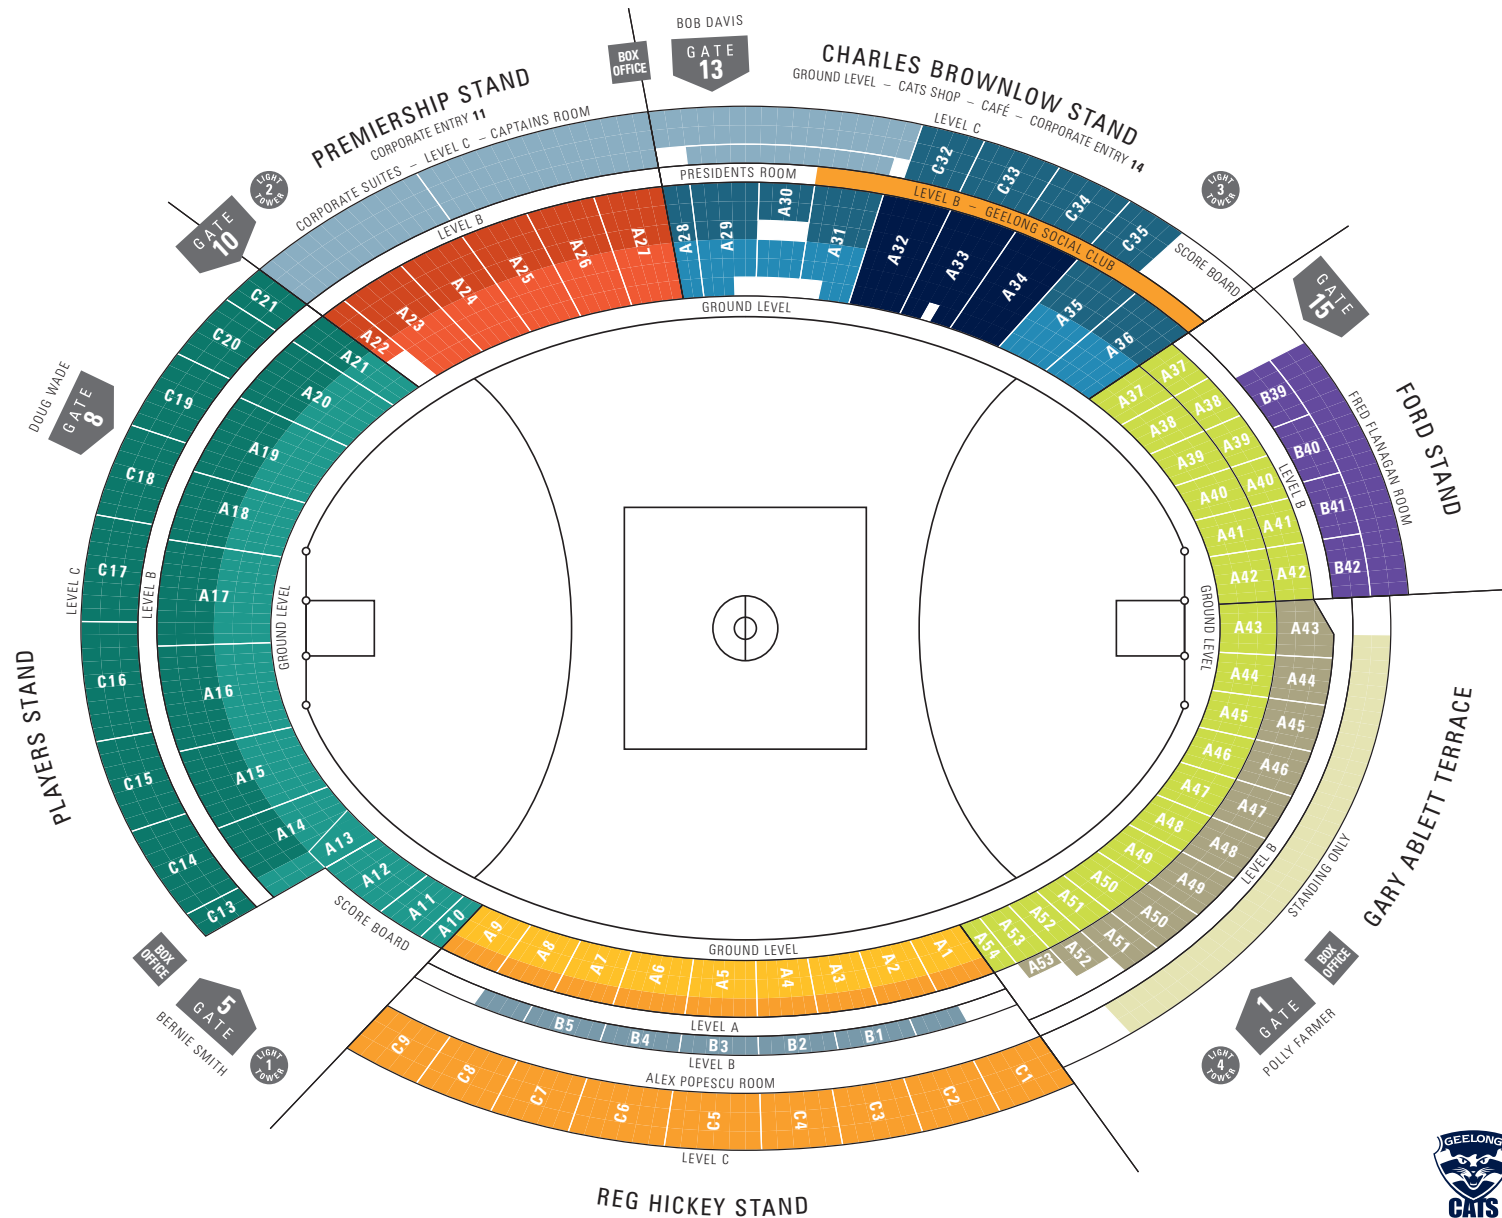 BOB DAVIS
GATE
13
BOX
OFFICE
CHARLES BROWNLOW STAND
GROUND LEVEL – CATS SHOP – CAFÉ – CORPORATE ENTRY 14
LEVEL C
PREMIERSHIP STAND
CORPORATE ENTRY 11
CORPORATE SUITES – LEVEL C – CAPTAINS ROOM
LEVEL B
LIGHT
2
TOWER
LIGHT
3
TOWER
GATE
10
PRESIDENTS ROOM
LEVEL B – GEELONG SOCIAL CLUB
C32
C33
C34
C35
SCORE BOARD
GATE
15
A22
A23
A24
A25
A26
A27
A28
A29
A30
A31
A32
A33
A34
A35
A36
GROUND LEVEL
DOUG WADE
GATE
8
C21
C20
C19
C18
C17
C16
C15
C14
C13
LEVEL C
LEVEL B
PLAYERS STAND
A21
A20
A19
A18
A17
A16
A15
A14
A13
A12
A11
A10
GROUND LEVEL
SCORE BOARD
FORD STAND
FRED FLANAGAN ROOM
B39
B40
B41
B42
LEVEL B
A37
A37
A38
A38
A39
A39
A40
A40
A41
A41
A42
A42
GROUND LEVEL
A43
A43
A44
A44
A45
A45
A46
A46
A47
A47
A48
A48
A49
A49
A50
A50
A51
A51
A52
A52
A53
A53
A54
LEVEL B
STANDING ONLY
GARY ABLETT TERRACE
BOX
OFFICE
GATE
1
POLLY FARMER
LIGHT
4
TOWER
BOX
OFFICE
GATE
5
BERNIE SMITH
LIGHT
1
TOWER
GROUND LEVEL
A9
A8
A7
A6
A5
A4
A3
A2
A1
LEVEL A
B5
B4
B3
B2
B1
LEVEL B
ALEX POPESCU ROOM
C9
C8
C7
C6
C5
C4
C3
C2
C1
LEVEL C
REG HICKEY STAND
GEELONG
CATS